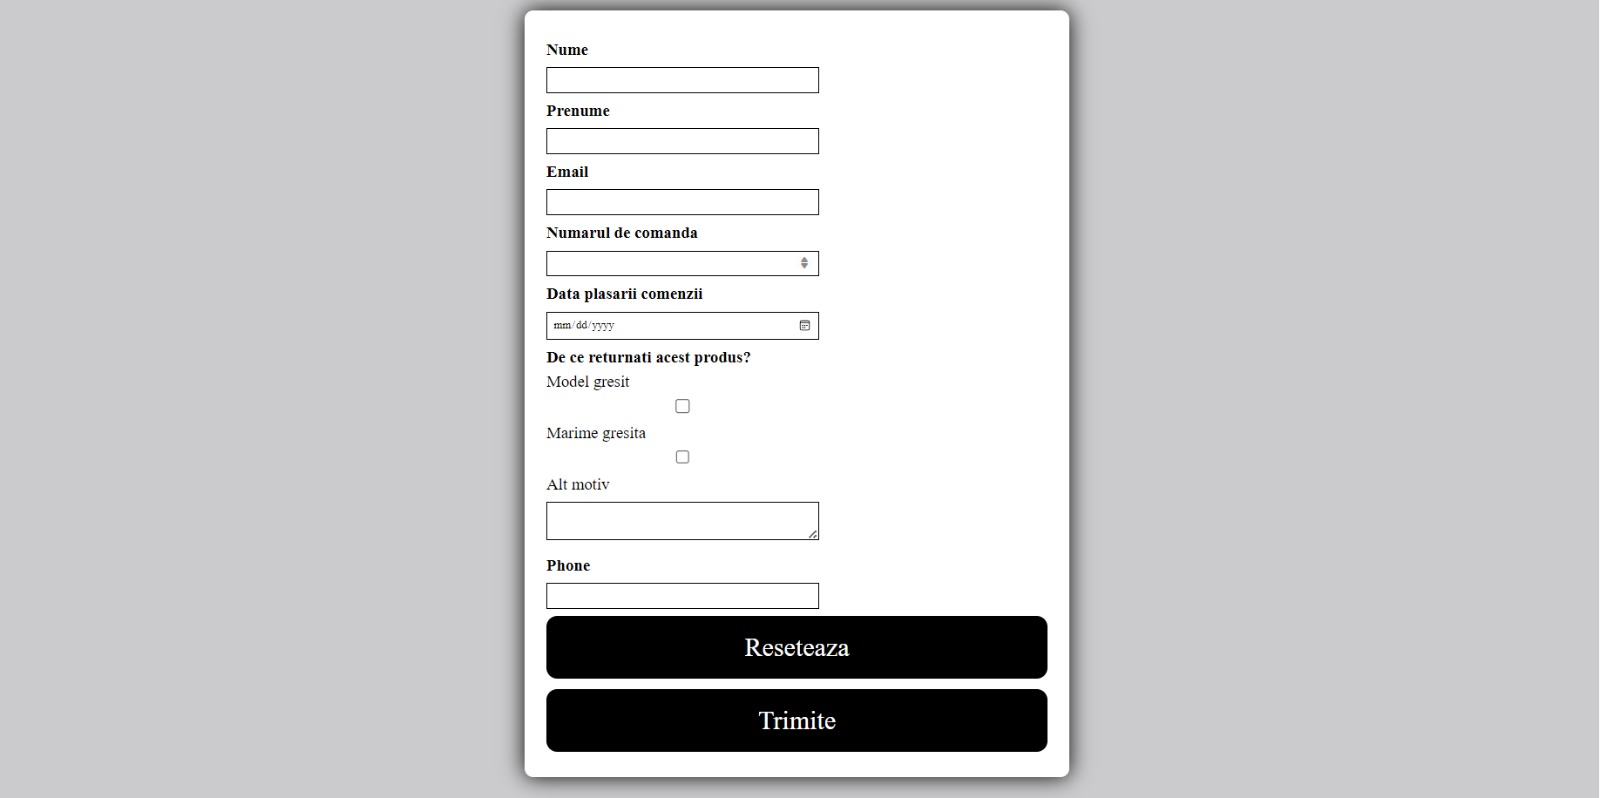 Nume
Prenume
Email
Numarul de comanda
Data plasarii comenzii
mm/dd/yyyy
De ce returnati acest produs?
Model gresit
Marime gresita
Alt motiv
Phone
Reseteaza
Trimite